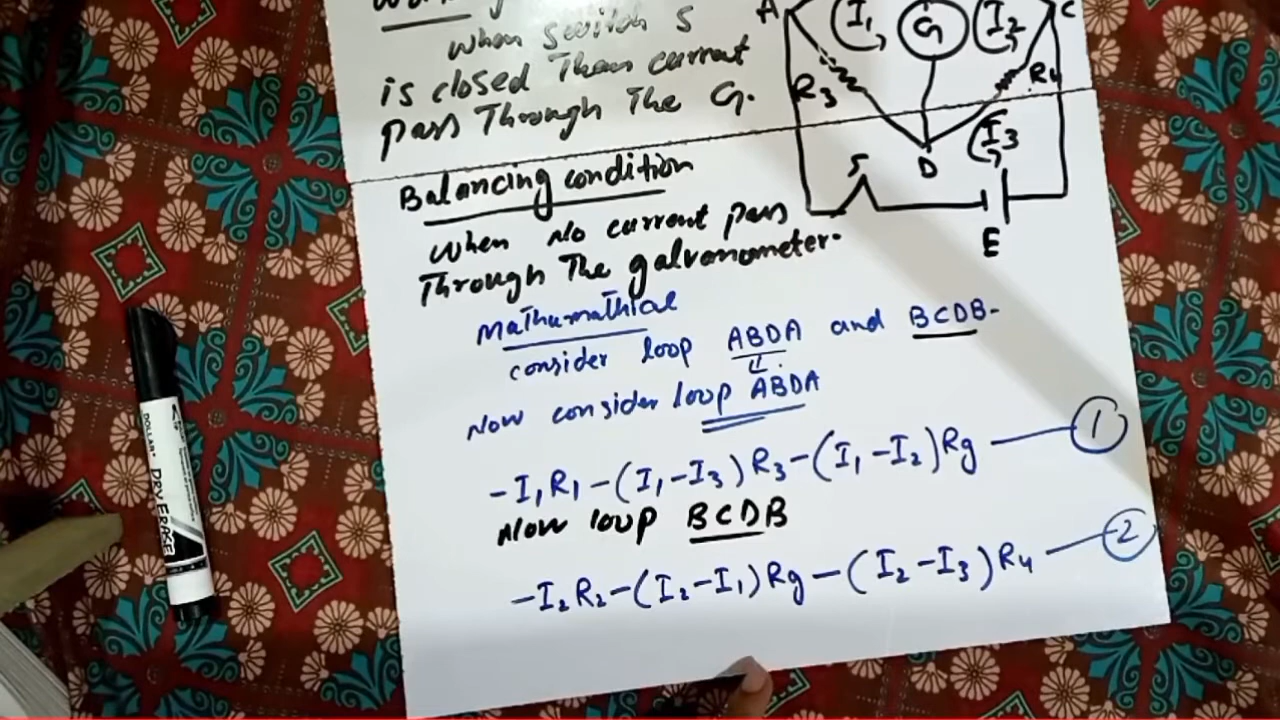 When switch S
is closed Then current
pass Through The G.
Balancing condition
When No current pass
Through The galvanometer.
Mathumathical
consider loop ABDA and BCDB.
Now consider loop ABDA
-I₁R₁-(I₁-I₃)R₃-(I₁-I₂)Rg — 1
Now loop BCDB
-I₂R₂-(I₂-I₁)Rg-(I₂-I₃)R₄ — 2
A I₁ G I₂ C
R₃ R₄
I₃
S D
E
DOLLAR DRY ERASE